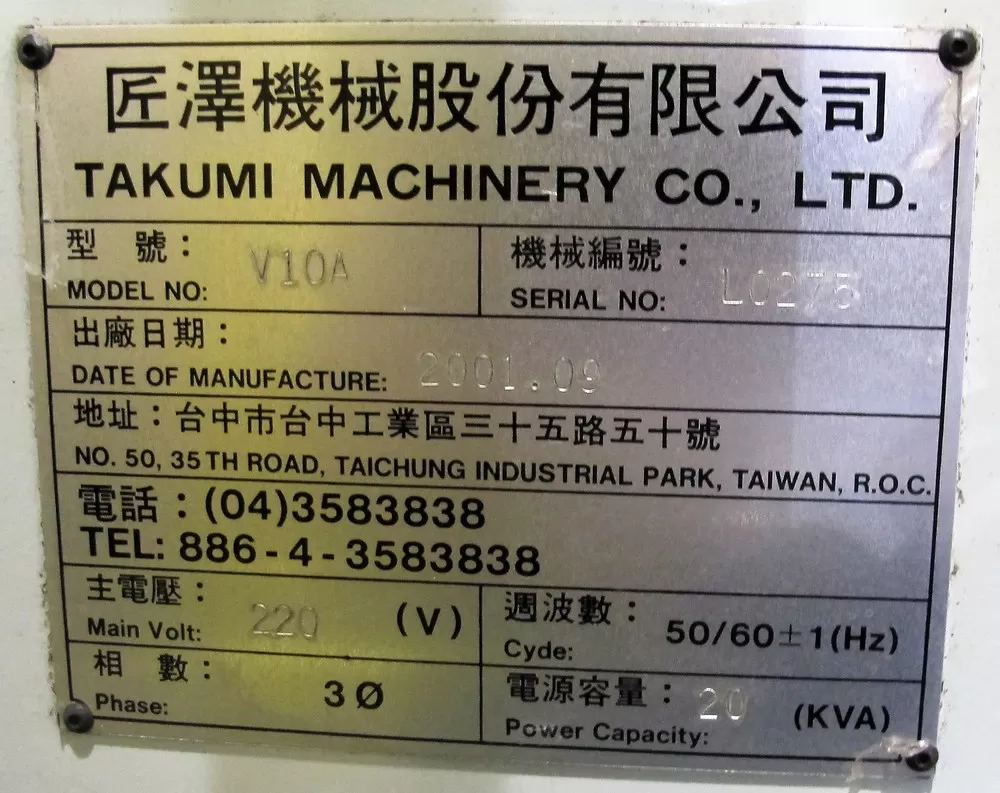 匠澤機械股份有限公司
TAKUMI MACHINERY CO., LTD.
型 號：
MODEL NO: V10A
機械編號：
SERIAL NO: L0275
出廠日期：
DATE OF MANUFACTURE: 2001.09
地址：台中市台中工業區三十五路五十號
NO. 50, 35 TH ROAD, TAICHUNG INDUSTRIAL PARK, TAIWAN, R.O.C.
電話：(04)3583838
TEL: 886-4-3583838
主電壓：
Main Volt: 220 (V)
週波數：
Cyde: 50/60±1(Hz)
相 數：
Phase: 3Ø
電源容量：
Power Capacity: 20 (KVA)